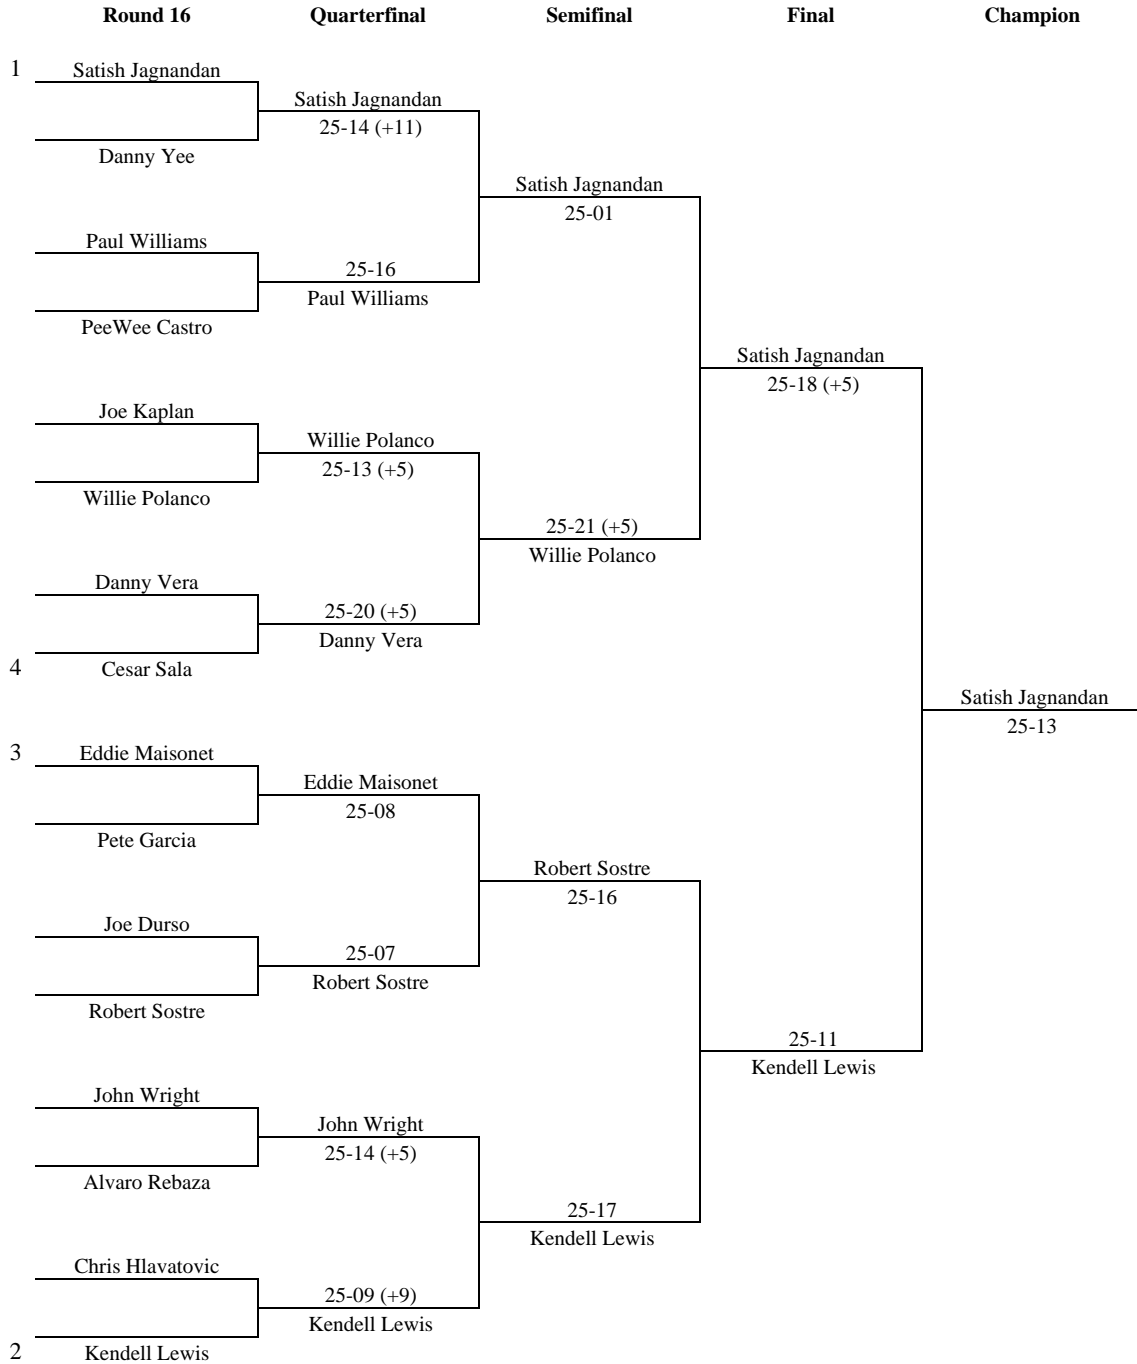 Round 16 Quarterfinal Semifinal Final Champion
1 Satish Jagnandan
Satish Jagnandan
25-14 (+11)
Danny Yee
Satish Jagnandan
25-01
Paul Williams
25-16
Paul Williams
PeeWee Castro
Satish Jagnandan
25-18 (+5)
Joe Kaplan
Willie Polanco
25-13 (+5)
Willie Polanco
25-21 (+5)
Willie Polanco
Danny Vera
25-20 (+5)
Danny Vera
4 Cesar Sala
Satish Jagnandan
25-13
3 Eddie Maisonet
Eddie Maisonet
25-08
Pete Garcia
Robert Sostre
25-16
Joe Durso
25-07
Robert Sostre
Robert Sostre
25-11
Kendell Lewis
John Wright
John Wright
25-14 (+5)
Alvaro Rebaza
25-17
Kendell Lewis
Chris Hlavatovic
25-09 (+9)
Kendell Lewis
2 Kendell Lewis